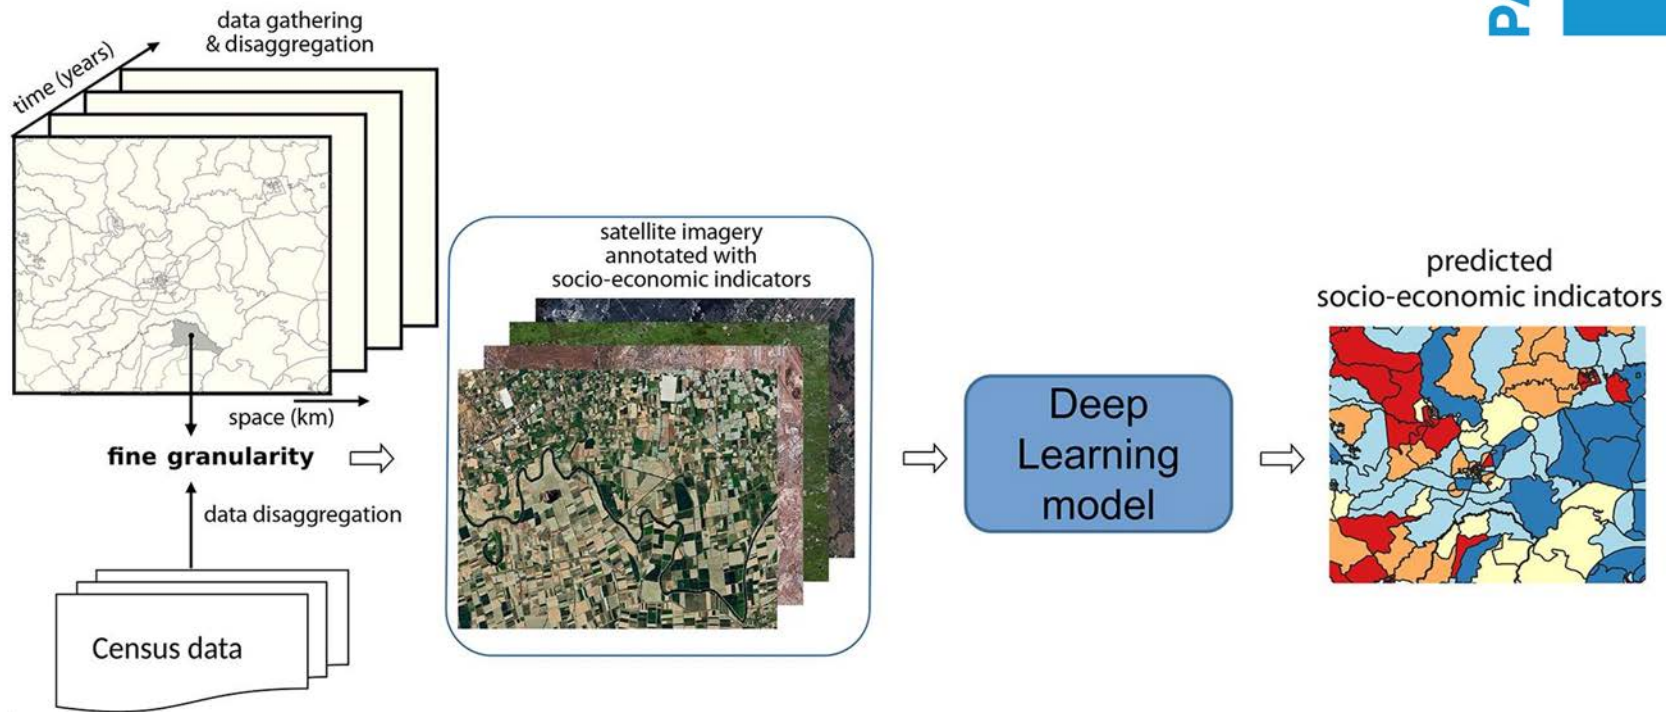 data gathering
& disaggregation
time (years)
space (km)
fine granularity
data disaggregation
Census data
satellite imagery
annotated with
socio-economic indicators
Deep
Learning
model
predicted
socio-economic indicators